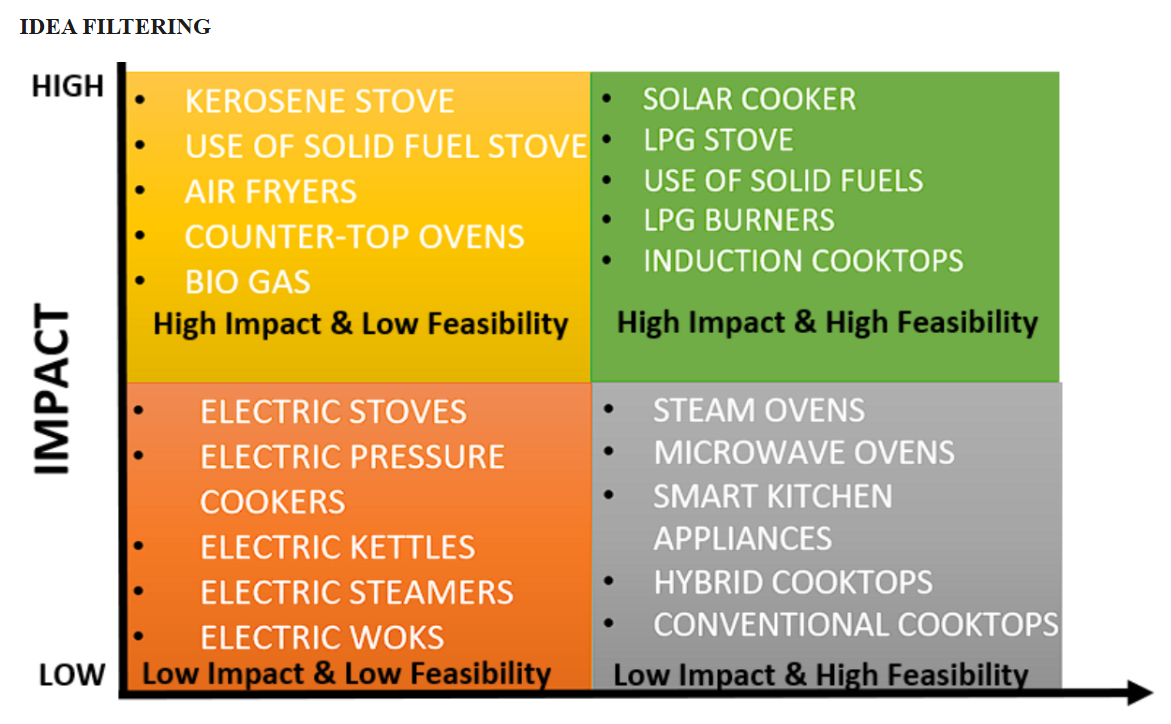 IDEA FILTERING
HIGH
• KEROSENE STOVE
• USE OF SOLID FUEL STOVE
• AIR FRYERS
• COUNTER-TOP OVENS
• BIO GAS
High Impact & Low Feasibility
• SOLAR COOKER
• LPG STOVE
• USE OF SOLID FUELS
• LPG BURNERS
• INDUCTION COOKTOPS
High Impact & High Feasibility
IMPACT
• ELECTRIC STOVES
• ELECTRIC PRESSURE
COOKERS
• ELECTRIC KETTLES
• ELECTRIC STEAMERS
• ELECTRIC WOKS
Low Impact & Low Feasibility
• STEAM OVENS
• MICROWAVE OVENS
• SMART KITCHEN
APPLIANCES
• HYBRID COOKTOPS
• CONVENTIONAL COOKTOPS
Low Impact & High Feasibility
LOW